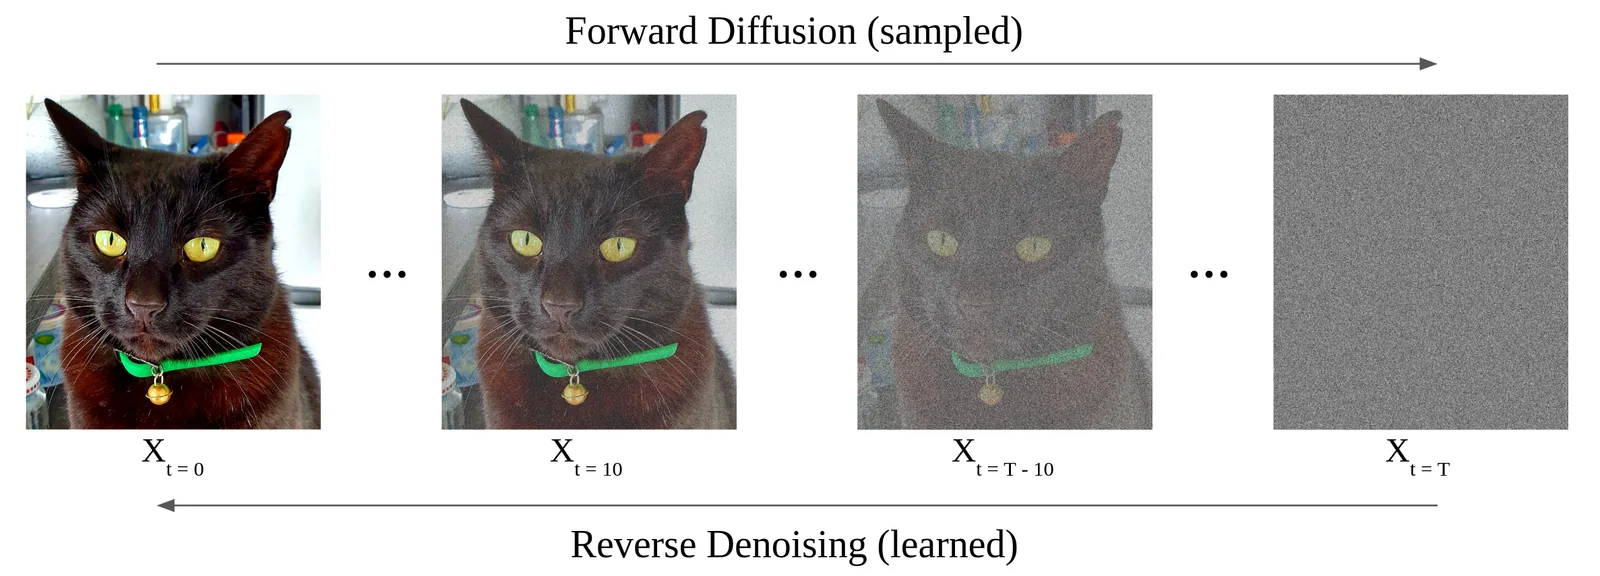 Forward Diffusion (sampled)
... ... ...
X t = 0
X t = 10
X t = T - 10
X t = T
Reverse Denoising (learned)